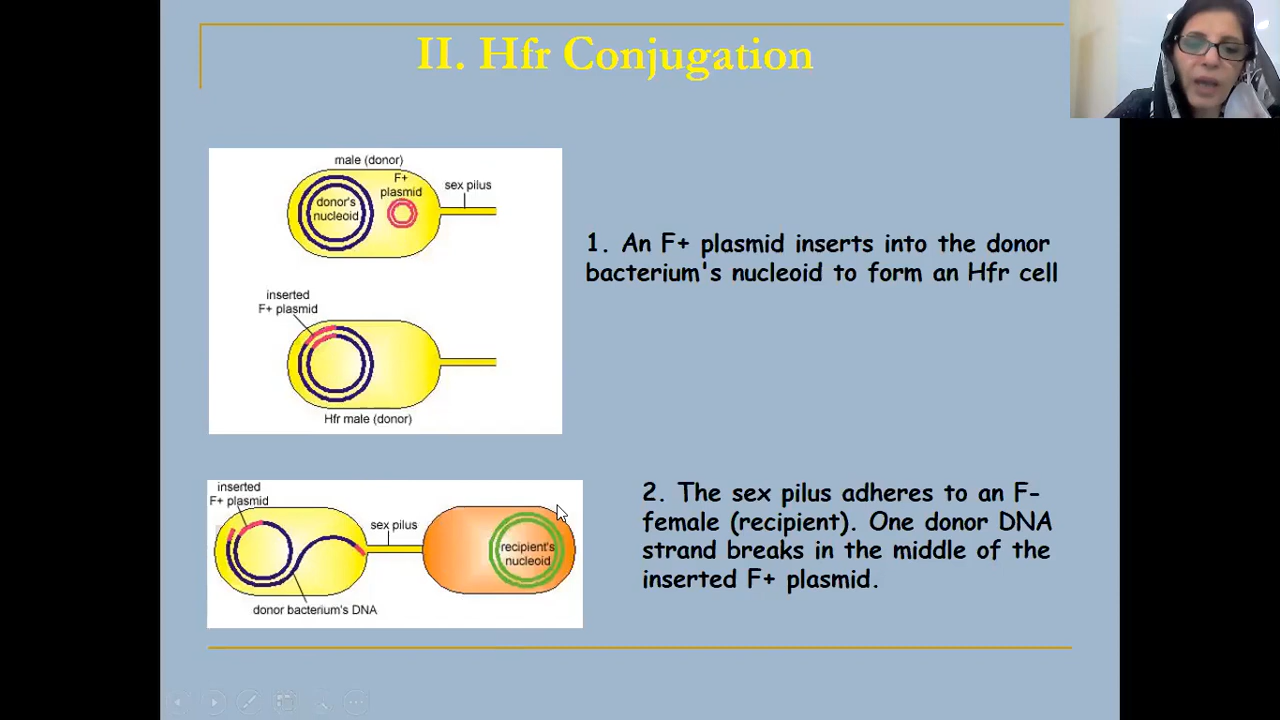 II. Hfr Conjugation
male (donor)
F+
plasmid
sex pilus
donor's
nucleoid
inserted
F+ plasmid
Hfr male (donor)
1. An F+ plasmid inserts into the donor
bacterium's nucleoid to form an Hfr cell
inserted
F+ plasmid
sex pilus
recipient's
nucleoid
donor bacterium's DNA
2. The sex pilus adheres to an F-
female (recipient). One donor DNA
strand breaks in the middle of the
inserted F+ plasmid.